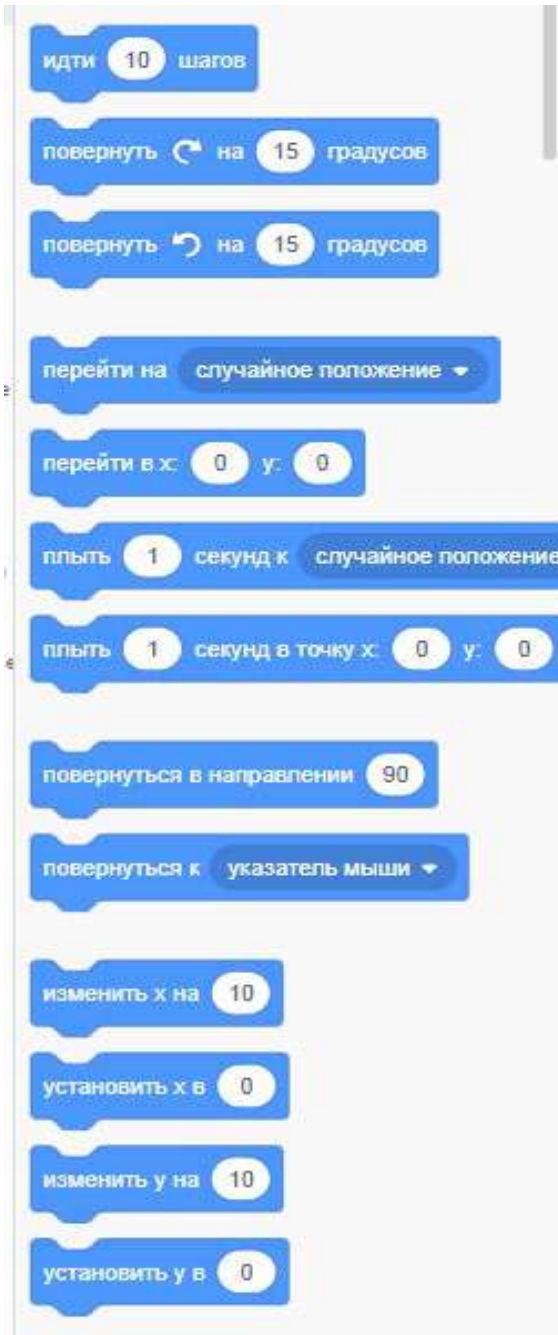 идти 10 шагов
повернуть на 15 градусов
повернуть на 15 градусов
перейти на случайное положение
перейти в x: 0 y: 0
плыть 1 секунд к случайное положение
плыть 1 секунд в точку x: 0 y: 0
повернуться в направлении 90
повернуться к указатель мыши
изменить x на 10
установить x в 0
изменить y на 10
установить y в 0